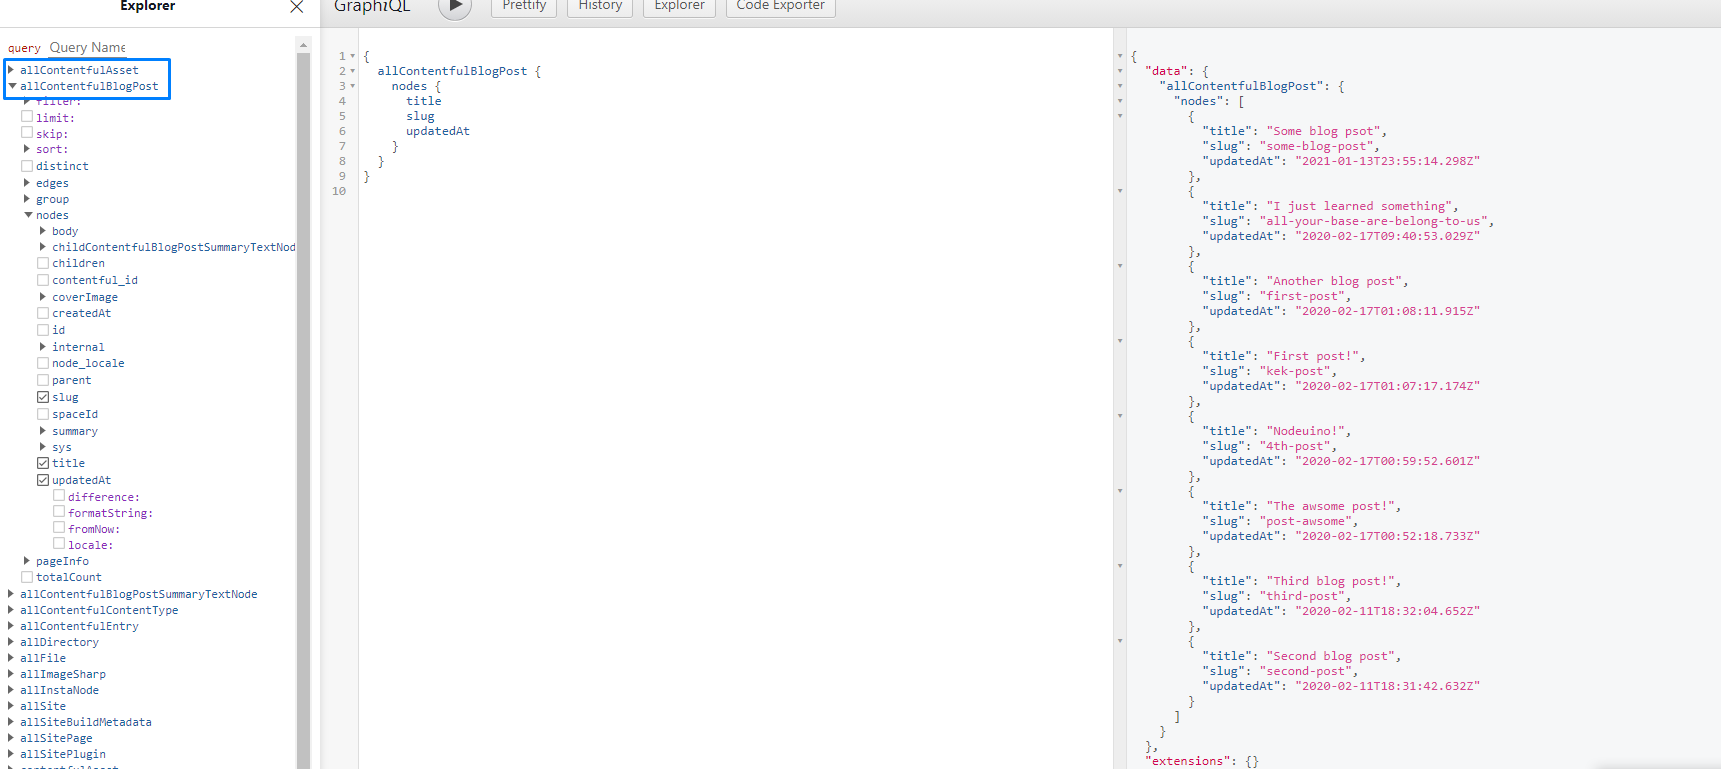 Explorer
query Query Name
allContentfulAsset
allContentfulBlogPost
filter:
limit:
skip:
sort:
distinct
edges
group
nodes
body
childContentfulBlogPostSummaryTextNod
children
contentful_id
coverImage
createdAt
id
internal
node_locale
parent
slug
spaceId
summary
sys
title
updatedAt
difference:
formatString:
fromNow:
locale:
pageInfo
totalCount
allContentfulBlogPostSummaryTextNode
allContentfulContentType
allContentfulEntry
allDirectory
allFile
allImageSharp
allInstaNode
allSite
allSiteBuildMetadata
allSitePage
allSitePlugin
contentfulAsset
GraphiQL Prettify History Explorer Code Exporter
1 {
2 allContentfulBlogPost {
3 nodes {
4 title
5 slug
6 updatedAt
7 }
8 }
9 }
10
{
"data": {
"allContentfulBlogPost": {
"nodes": [
{
"title": "Some blog psot",
"slug": "some-blog-post",
"updatedAt": "2021-01-13T23:55:14.298Z"
},
{
"title": "I just learned something",
"slug": "all-your-base-are-belong-to-us",
"updatedAt": "2020-02-17T09:40:53.029Z"
},
{
"title": "Another blog post",
"slug": "first-post",
"updatedAt": "2020-02-17T01:08:11.915Z"
},
{
"title": "First post!",
"slug": "kek-post",
"updatedAt": "2020-02-17T01:07:17.174Z"
},
{
"title": "Nodeuino!",
"slug": "4th-post",
"updatedAt": "2020-02-17T00:59:52.601Z"
},
{
"title": "The awsome post!",
"slug": "post-awsome",
"updatedAt": "2020-02-17T00:52:18.733Z"
},
{
"title": "Third blog post!",
"slug": "third-post",
"updatedAt": "2020-02-11T18:32:04.652Z"
},
{
"title": "Second blog post",
"slug": "second-post",
"updatedAt": "2020-02-11T18:31:42.632Z"
}
]
}
},
"extensions": {}